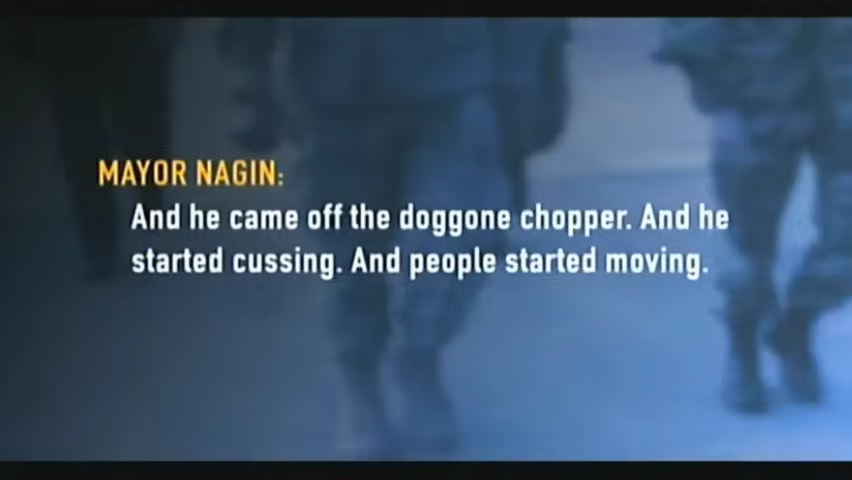 MAYOR NAGIN:
And he came off the doggone chopper. And he
started cussing. And people started moving.